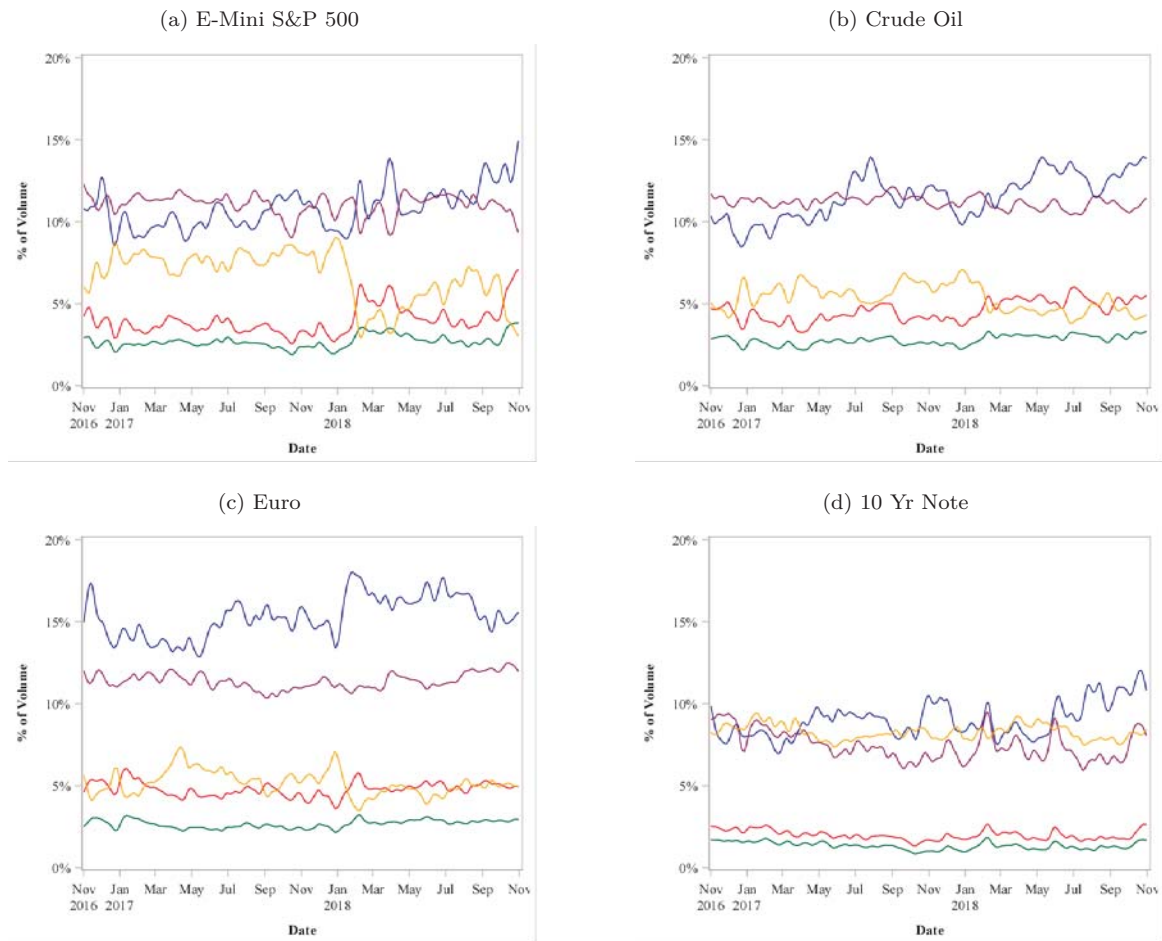 (a) E-Mini S&P 500
20%
15%
10%
5%
0%
% of Volume
Nov Jan Mar May Jul Sep Nov Jan Mar May Jul Sep Nov
2016 2017 2018
Date
(b) Crude Oil
20%
15%
10%
5%
0%
% of Volume
Nov Jan Mar May Jul Sep Nov Jan Mar May Jul Sep Nov
2016 2017 2018
Date
(c) Euro
20%
15%
10%
5%
0%
% of Volume
Nov Jan Mar May Jul Sep Nov Jan Mar May Jul Sep Nov
2016 2017 2018
Date
(d) 10 Yr Note
20%
15%
10%
5%
0%
% of Volume
Nov Jan Mar May Jul Sep Nov Jan Mar May Jul Sep Nov
2016 2017 2018
Date